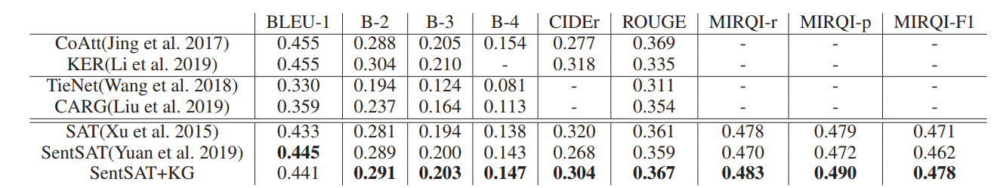 BLEU-1 B-2 B-3 B-4 CIDEr ROUGE MIRQI-r MIRQI-p MIRQI-F1
CoAtt(Jing et al. 2017) 0.455 0.288 0.205 0.154 0.277 0.369 - - -
KER(Li et al. 2019) 0.455 0.304 0.210 - 0.318 0.335 - - -
TieNet(Wang et al. 2018) 0.330 0.194 0.124 0.081 - 0.311 - - -
CARG(Liu et al. 2019) 0.359 0.237 0.164 0.113 - 0.354 - - -
SAT(Xu et al. 2015) 0.433 0.281 0.194 0.138 0.320 0.361 0.478 0.479 0.471
SentSAT(Yuan et al. 2019) 0.445 0.289 0.200 0.143 0.268 0.359 0.470 0.472 0.462
SentSAT+KG 0.441 0.291 0.203 0.147 0.304 0.367 0.483 0.490 0.478